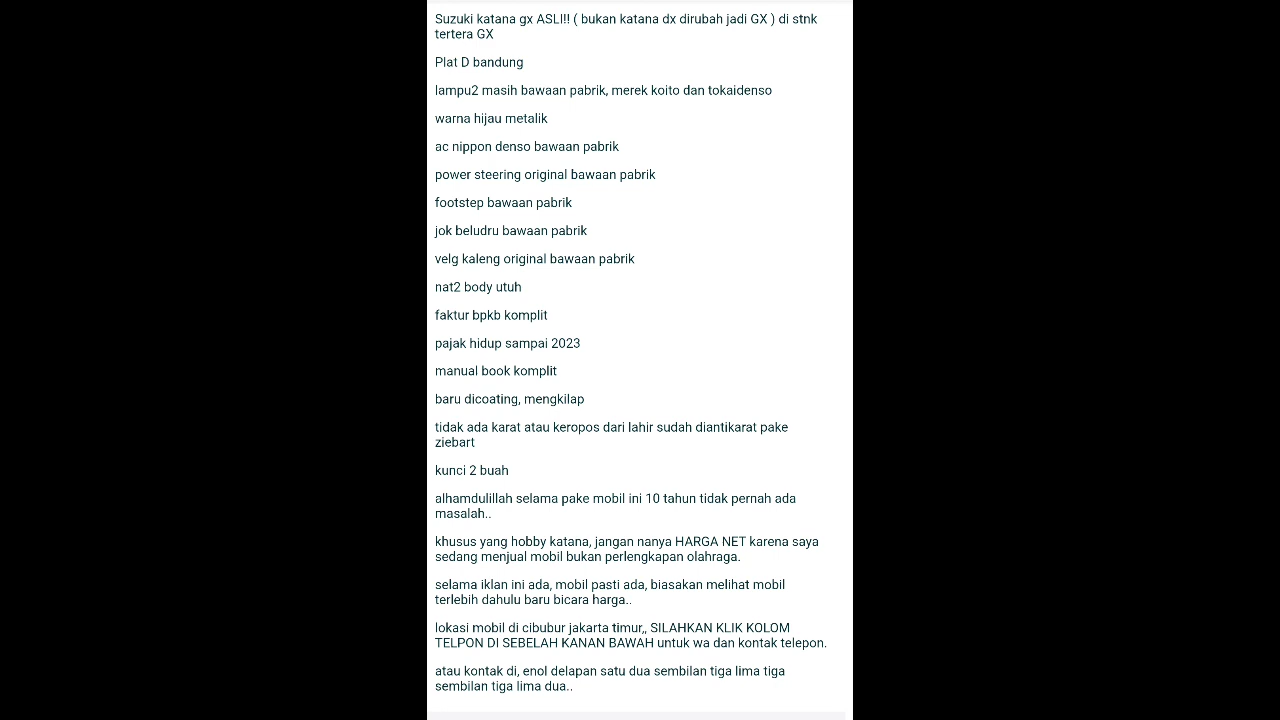 Suzuki katana gx ASLI!! ( bukan katana dx dirubah jadi GX ) di stnk
tertera GX
Plat D bandung
lampu2 masih bawaan pabrik, merek koito dan tokaidenso
warna hijau metalik
ac nippon denso bawaan pabrik
power steering original bawaan pabrik
footstep bawaan pabrik
jok beludru bawaan pabrik
velg kaleng original bawaan pabrik
nat2 body utuh
faktur bpkb komplit
pajak hidup sampai 2023
manual book komplit
baru dicoating, mengkilap
tidak ada karat atau keropos dari lahir sudah diantikarat pake
ziebart
kunci 2 buah
alhamdulillah selama pake mobil ini 10 tahun tidak pernah ada
masalah..
khusus yang hobby katana, jangan nanya HARGA NET karena saya
sedang menjual mobil bukan perlengkapan olahraga.
selama iklan ini ada, mobil pasti ada, biasakan melihat mobil
terlebih dahulu baru bicara harga..
lokasi mobil di cibubur jakarta timur,, SILAHKAN KLIK KOLOM
TELPON DI SEBELAH KANAN BAWAH untuk wa dan kontak telepon.
atau kontak di, enol delapan satu dua sembilan tiga lima tiga
sembilan tiga lima dua..